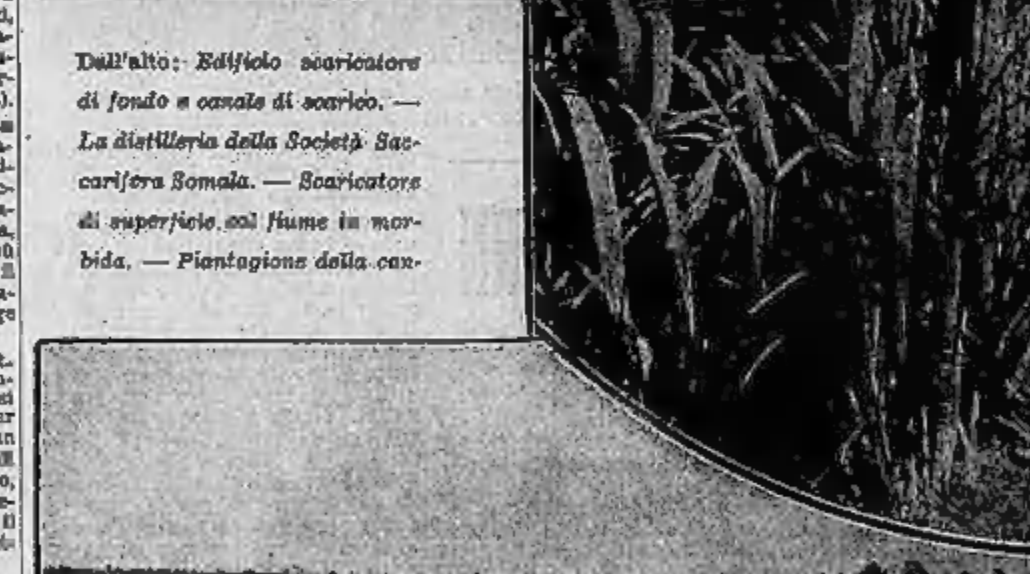 Dall'alto: Edificio scaricatore
di fondo e canale di scarico. —
La distilleria della Società Sac-
carifera Somala. — Scaricatore
di superficie col fiume in mor-
bida. — Piantagione della can-